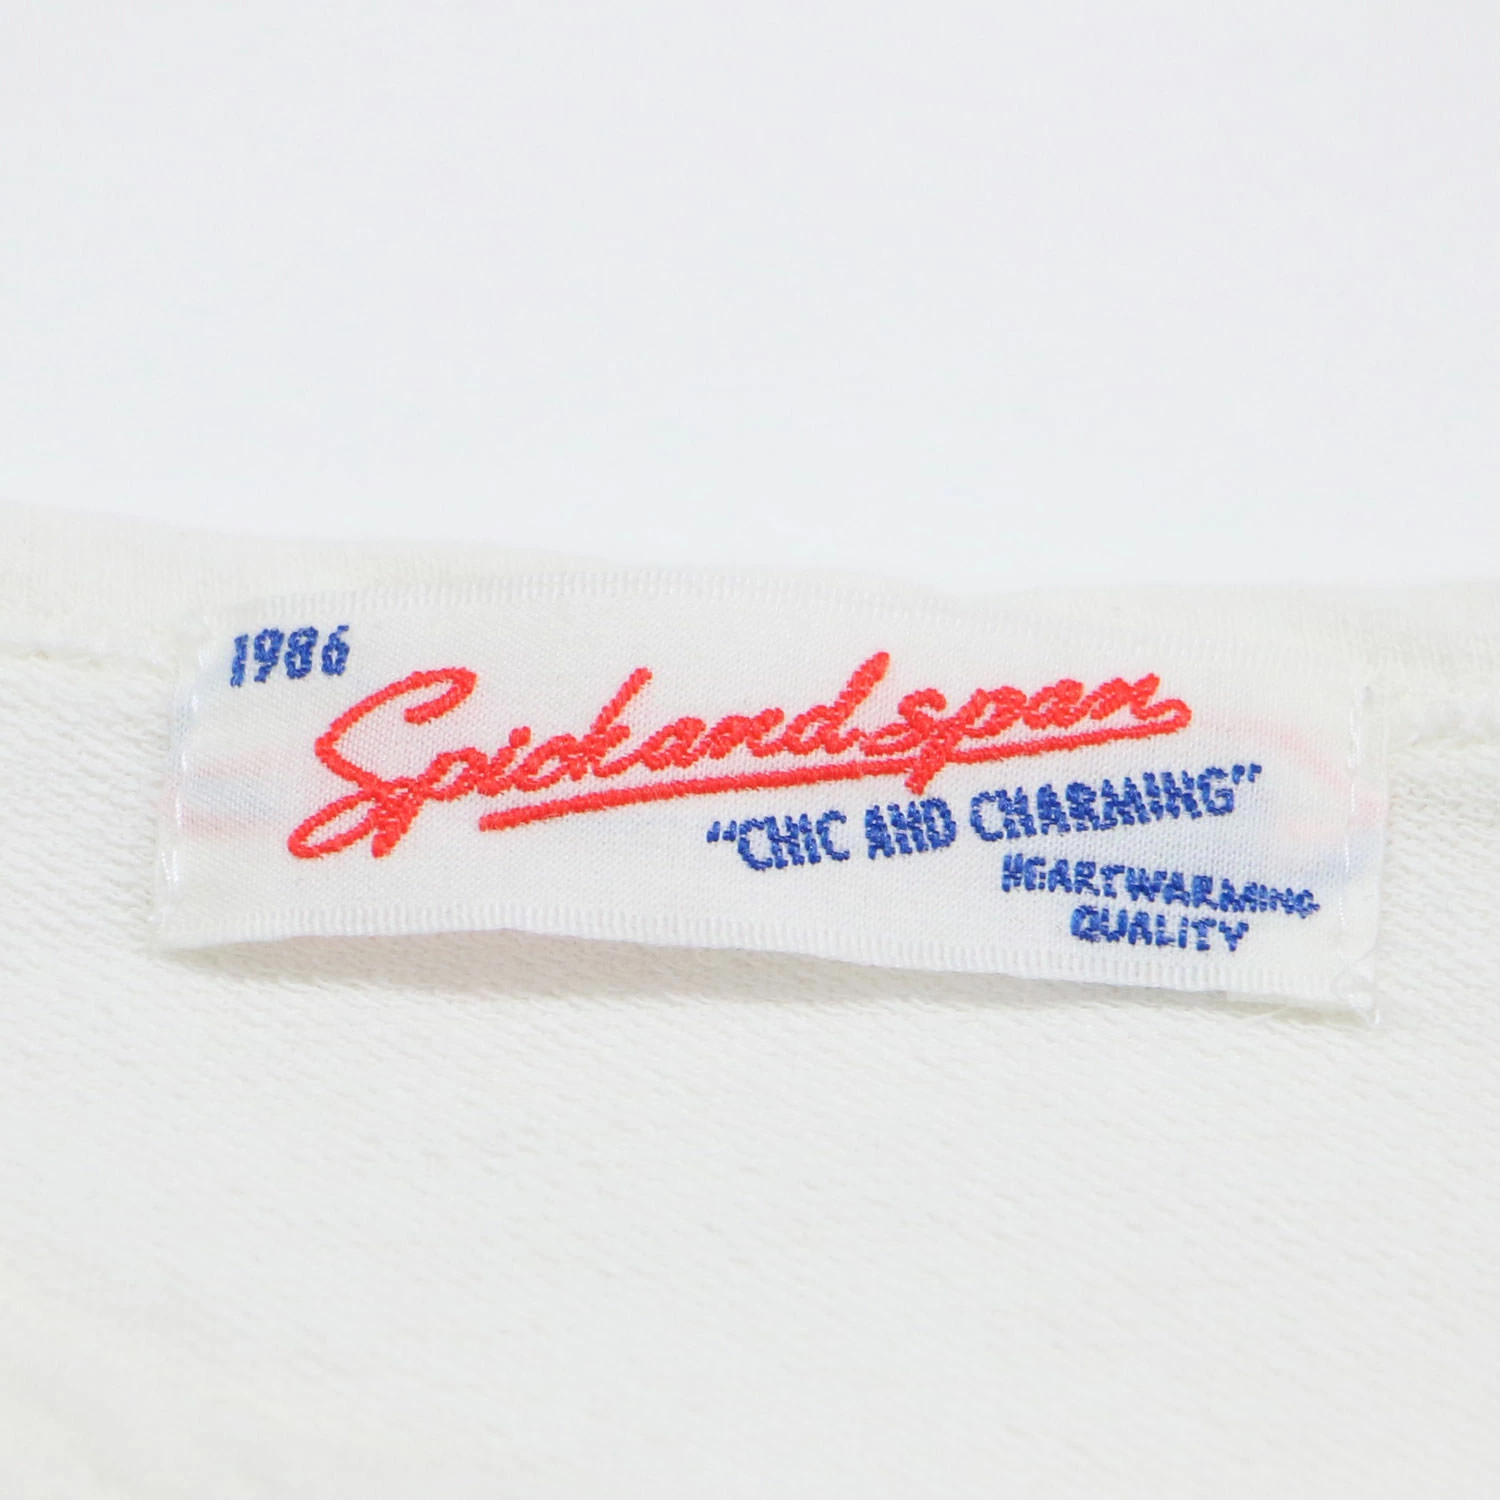 1986
Spickandspan
"CHIC AND CHARMING"
HEARTWARMING
QUALITY